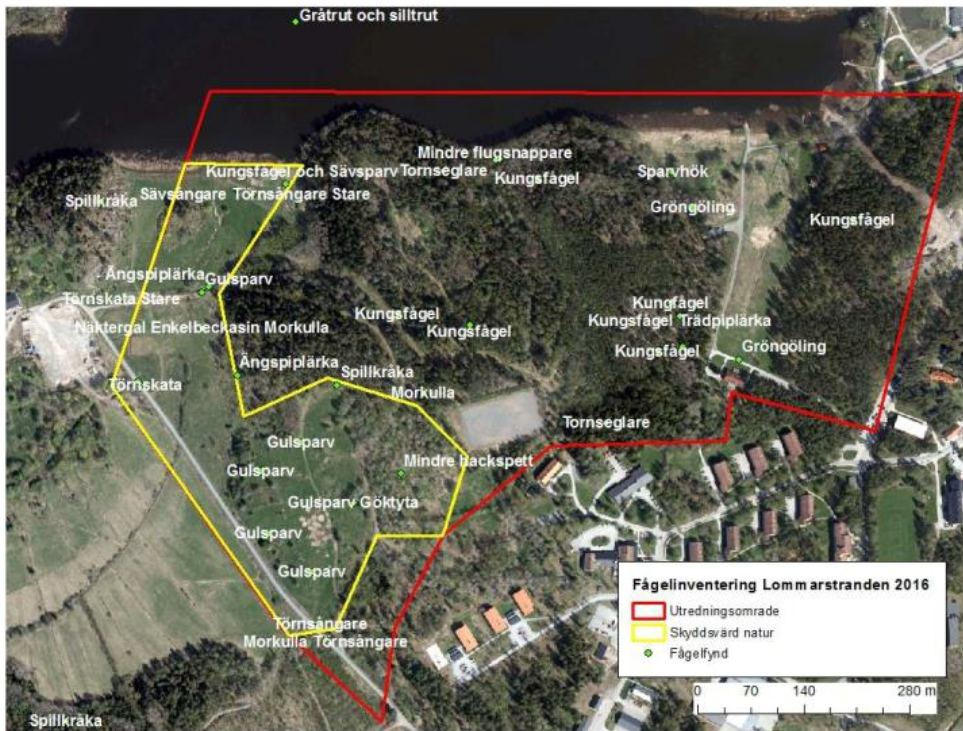 Gråtrut och silltrut
Mindre flugsnappare
Tornseglare
Kungsfågel
Sparvhök
Kungsfågel och Sävsparv
Sävsångare Törnsångare Stare
Spillkråka
Gröngöling
Kungsfågel
Ängspiplärka
Gulsparv
Törnskata Stare
Näktergal Enkelbeckasin Morkulla
Kungsfågel
Kungsfågel
Kungfågel
Kungsfågel Trädpiplärka
Kungsfågel
Gröngöling
Ängspiplärka
Spillkråka
Törnskata
Morkulla
Tornseglare
Gulsparv
Mindre hackspett
Gulsparv
Gulsparv Göktyta
Gulsparv
Gulsparv
Törnsångare
Morkulla Törnsångare
Spillkråka
Fågelinventering Lommarstranden 2016
Utredningsområde
Skyddsvärd natur
Fågelfynd
0 70 140 280 m